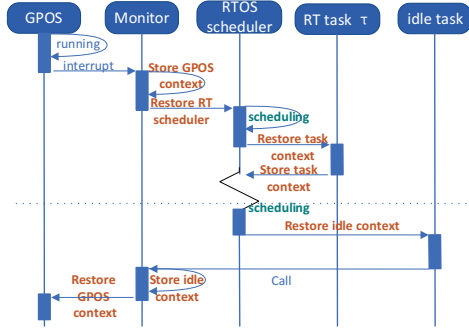 GPOS
Monitor
RTOS
scheduler
RT task τ
idle task
running
interrupt
Store GPOS
context
Restore RT
scheduler
scheduling
Restore task
context
Store task
context
scheduling
Restore idle context
Call
Restore
GPOS
context
Store idle
context